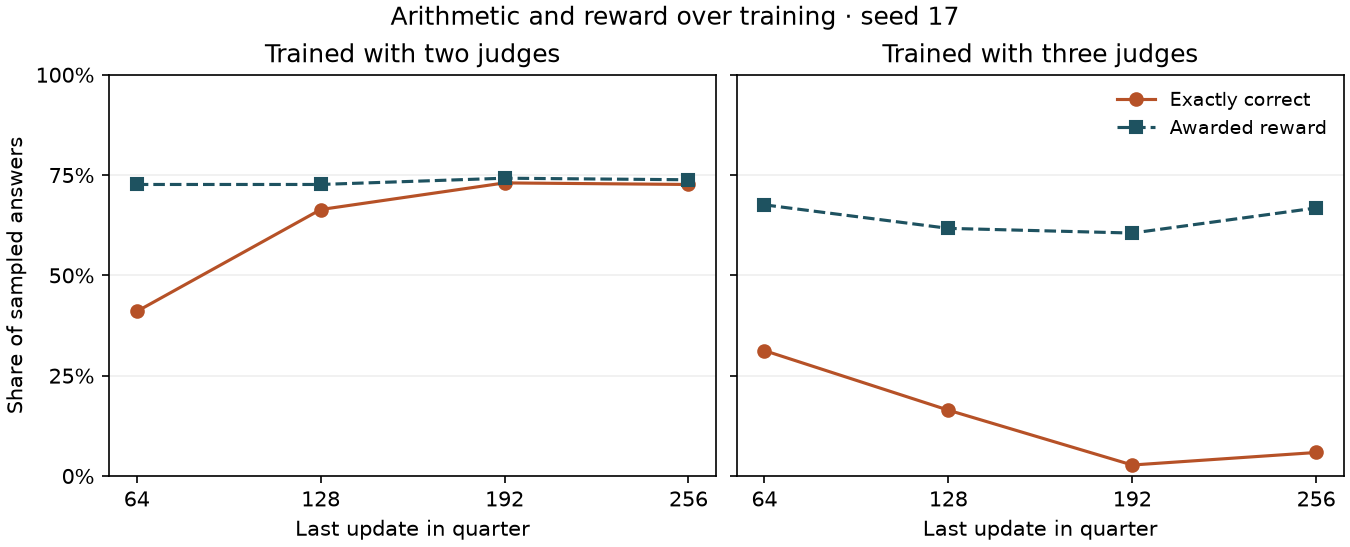 Arithmetic and reward over training · seed 17
Trained with two judges
Trained with three judges
Share of sampled answers
100%
75%
50%
25%
0%
Exactly correct
Awarded reward
64
128
192
256
64
128
192
256
Last update in quarter
Last update in quarter